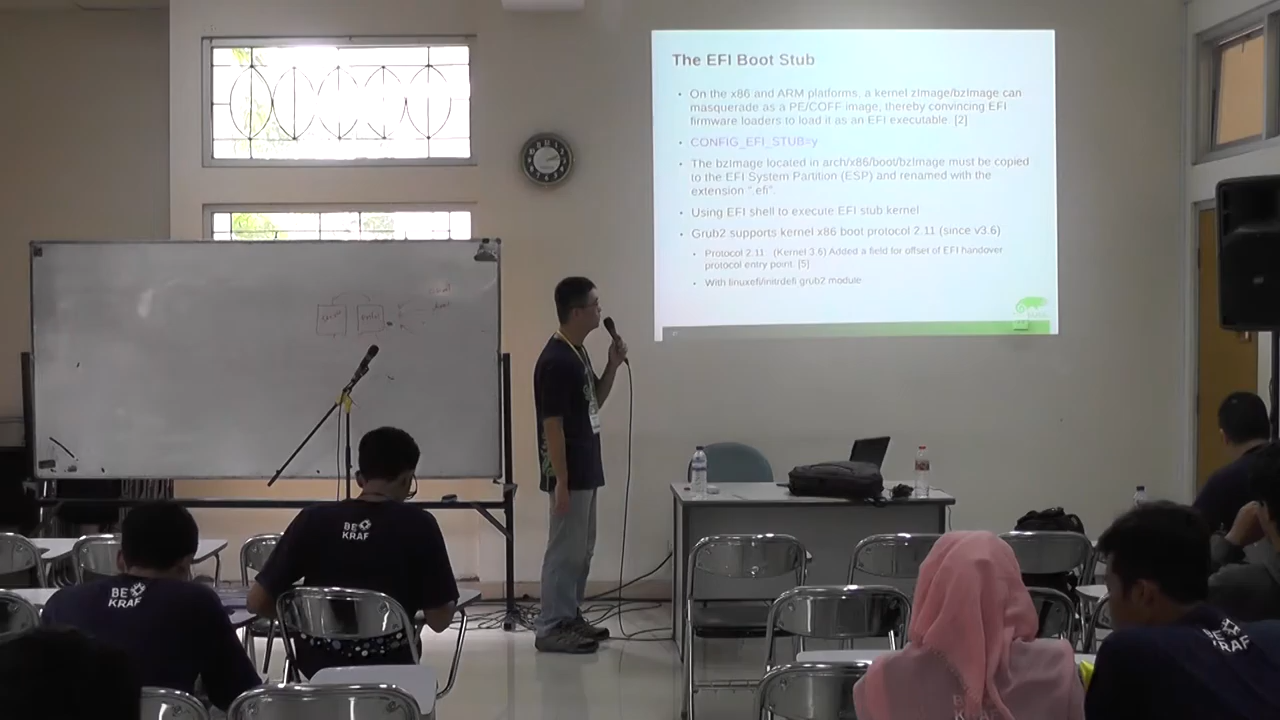 The EFI Boot Stub
• On the x86 and ARM platforms, a kernel zImage/bzImage can
masquerade as a PE/COFF image, thereby convincing EFI
firmware loaders to load it as an EFI executable. [2]
• CONFIG_EFI_STUB=y
• The bzImage located in arch/x86/boot/bzImage must be copied
to the EFI System Partition (ESP) and renamed with the
extension ".efi".
• Using EFI shell to execute EFI stub kernel
• Grub2 supports kernel x86 boot protocol 2.11 (since v3.6)
• Protocol 2.11 : (Kernel 3.6) Added a field for offset of EFI handover
protocol entry point. [5]
• With linuxefi/initrdefi grub2 module
BE
KRAF
BE
KRAF
BE
KRAF
KRAF